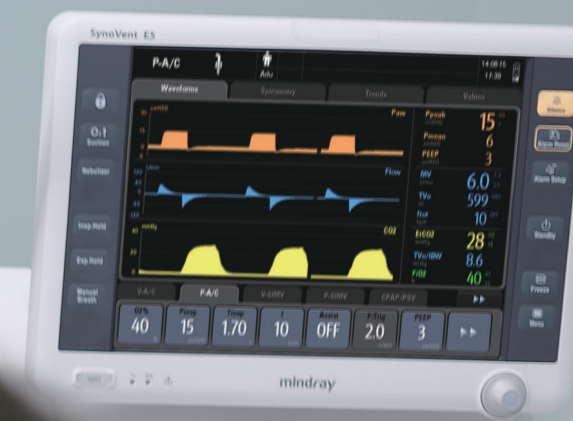 SynoVent E5
P-A/C
Adu
14-08-15
17:39
Waveforms
Spirometry
Trends
Values
Silence
O₂↑
Suction
Alarm Reset
Nebulizer
Alarm Setup
Insp.Hold
Standby
Exp.Hold
Freeze
Manual
Breath
Menu
Paw
Ppeak
15
Pmean
6
PEEP
3
Flow
MV
6.0
TVe
599
ftot
10
CO2
EtCO2
28
TVe/IBW
8.6
FiO2
40
V-A/C
P-A/C
V-SIMV
P-SIMV
CPAP/PSV
O2%
40
Pinsp
15
Tinsp
1.70
f
10
Assist
OFF
F-Trig
2.0
PEEP
3
mindray